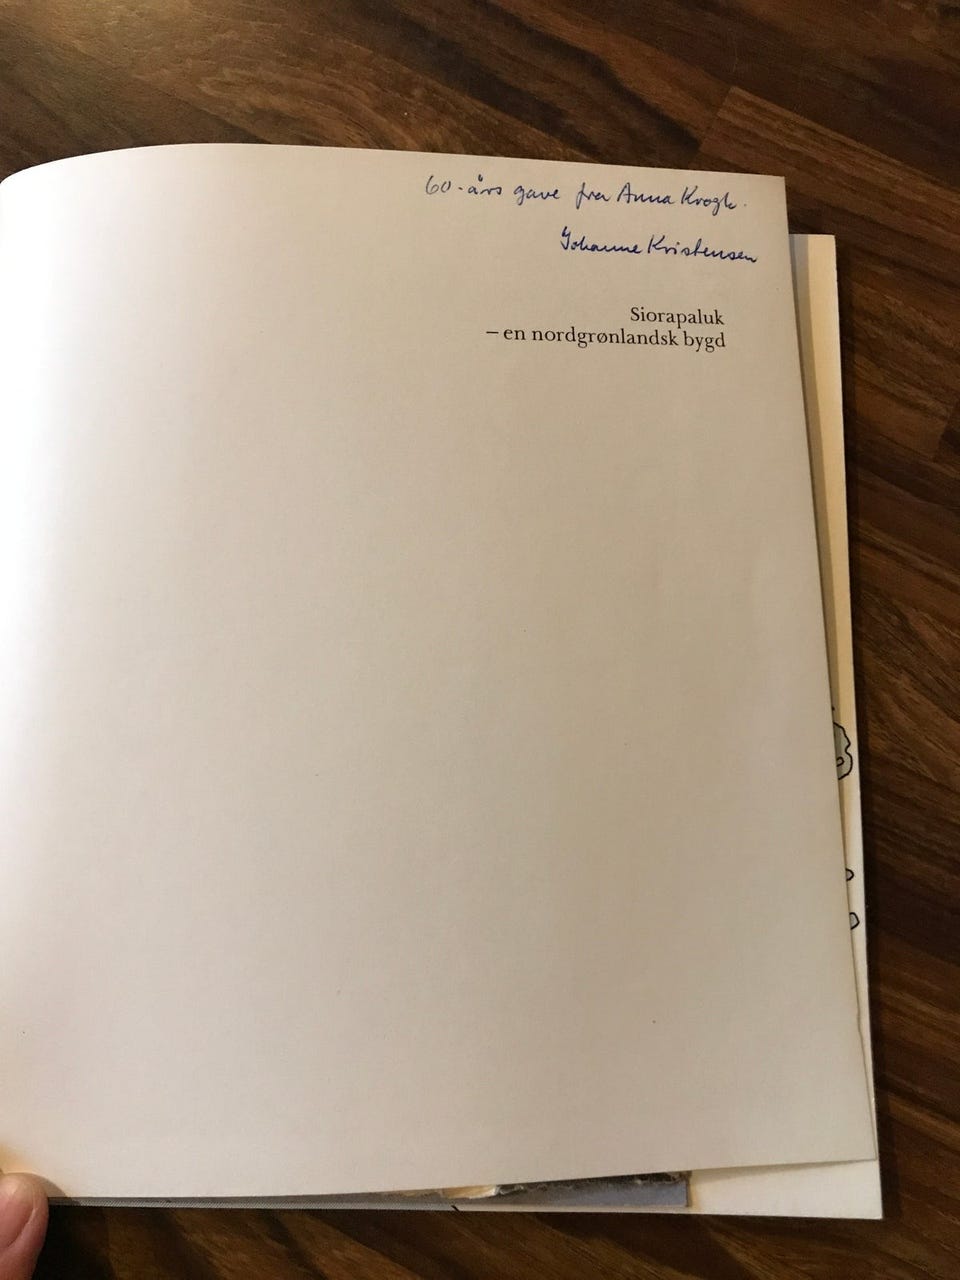 60-års gave fra Anna Krogh.
Johanne Kristensen
Siorapaluk
– en nordgrønlandsk bygd